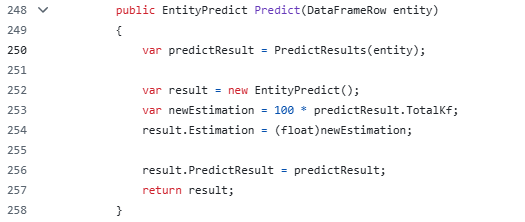 248 public EntityPredict Predict(DataFrameRow entity)
249 {
250 var predictResult = PredictResults(entity);
251
252 var result = new EntityPredict();
253 var newEstimation = 100 * predictResult.TotalKf;
254 result.Estimation = (float)newEstimation;
255
256 result.PredictResult = predictResult;
257 return result;
258 }